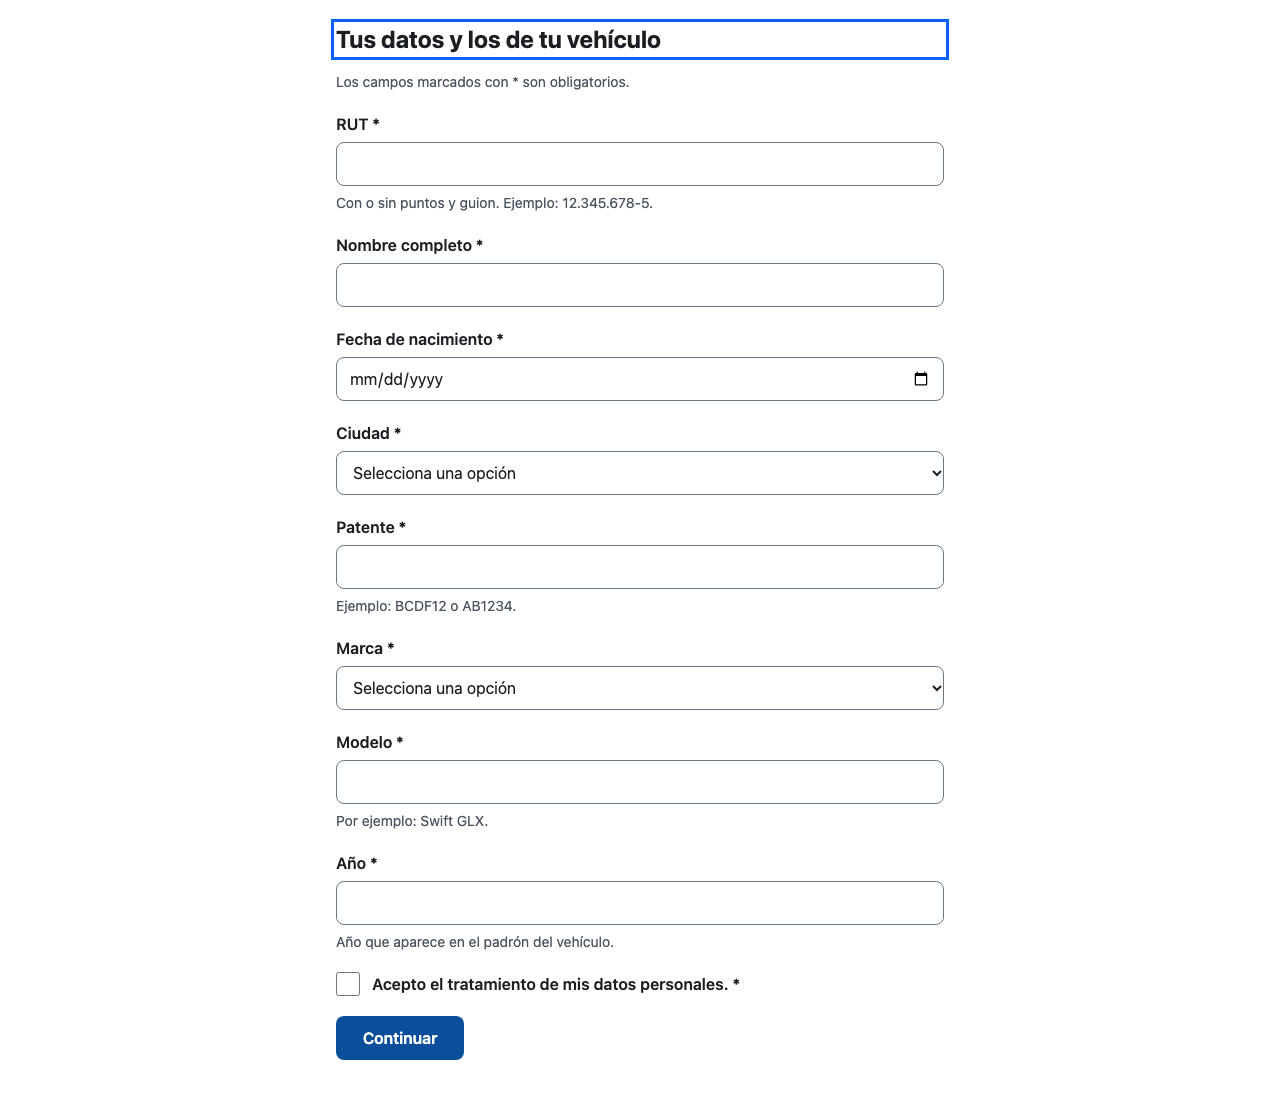 Tus datos y los de tu vehículo
Los campos marcados con * son obligatorios.
RUT *
Con o sin puntos y guion. Ejemplo: 12.345.678-5.
Nombre completo *
Fecha de nacimiento *
mm/dd/yyyy
Ciudad *
Selecciona una opción
Patente *
Ejemplo: BCDF12 o AB1234.
Marca *
Selecciona una opción
Modelo *
Por ejemplo: Swift GLX.
Año *
Año que aparece en el padrón del vehículo.
Acepto el tratamiento de mis datos personales. *
Continuar